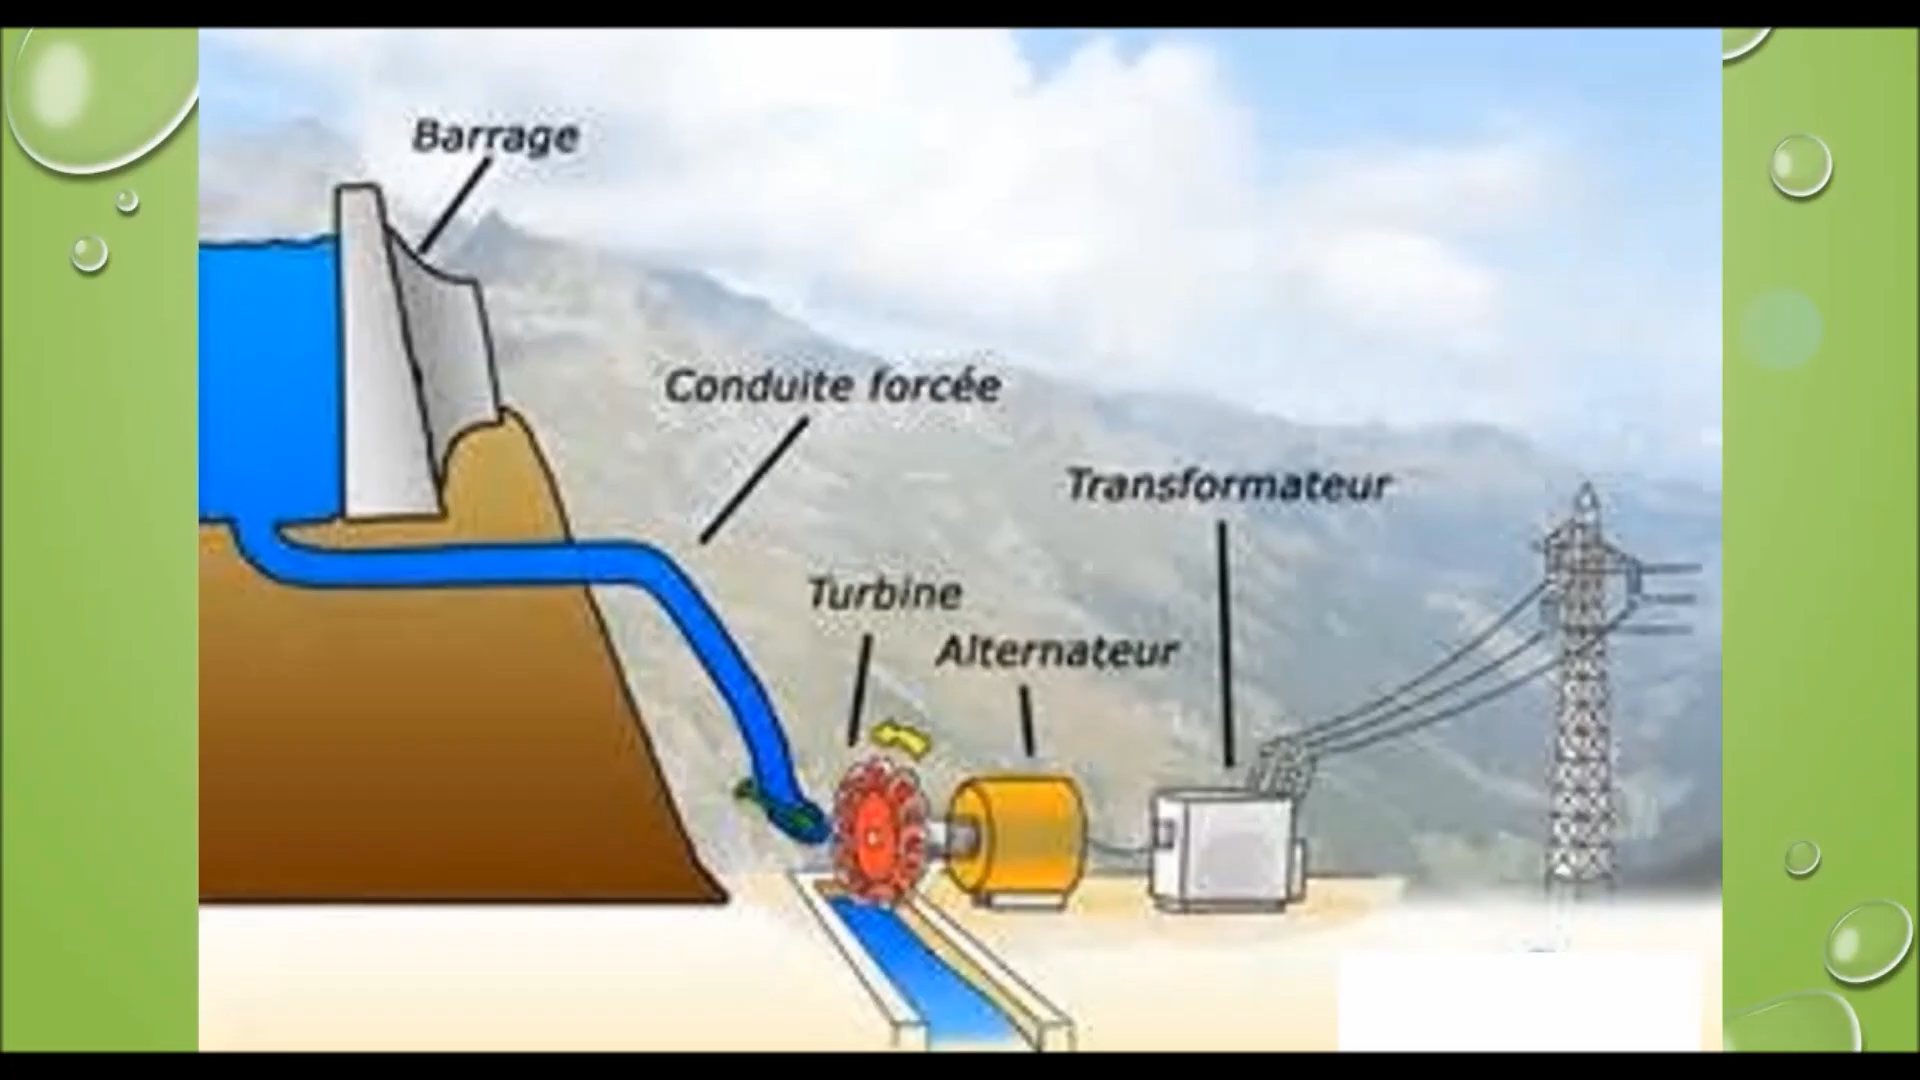 Barrage
Conduite forcée
Transformateur
Turbine
Alternateur